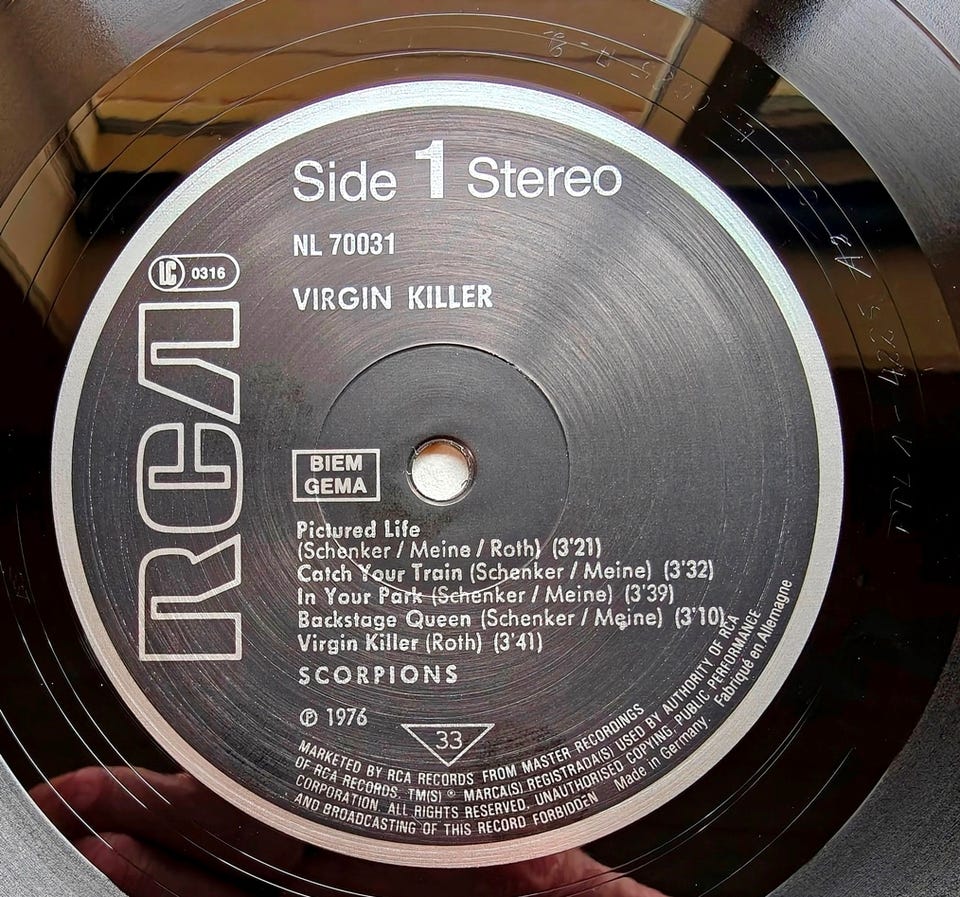 Side 1 Stereo
NL 70031
LC 0316
VIRGIN KILLER
RCA
BIEM
GEMA
Pictured Life
(Schenker / Meine / Roth) (3'21)
Catch Your Train (Schenker / Meine) (3'32)
In Your Park (Schenker / Meine) (3'39)
Backstage Queen (Schenker / Meine) (3'10)
Virgin Killer (Roth) (3'41)
SCORPIONS
℗ 1976
33
MARKETED BY RCA RECORDS FROM MASTER RECORDINGS
OF RCA RECORDS. TM(S) ® MARCA(S) REGISTRADA(S) USED BY AUTHORITY OF RCA
CORPORATION. ALL RIGHTS RESERVED. UNAUTHORISED COPYING, PUBLIC PERFORMANCE
AND BROADCASTING OF THIS RECORD FORBIDDEN Made in Germany. Fabriqué en Allemagne.